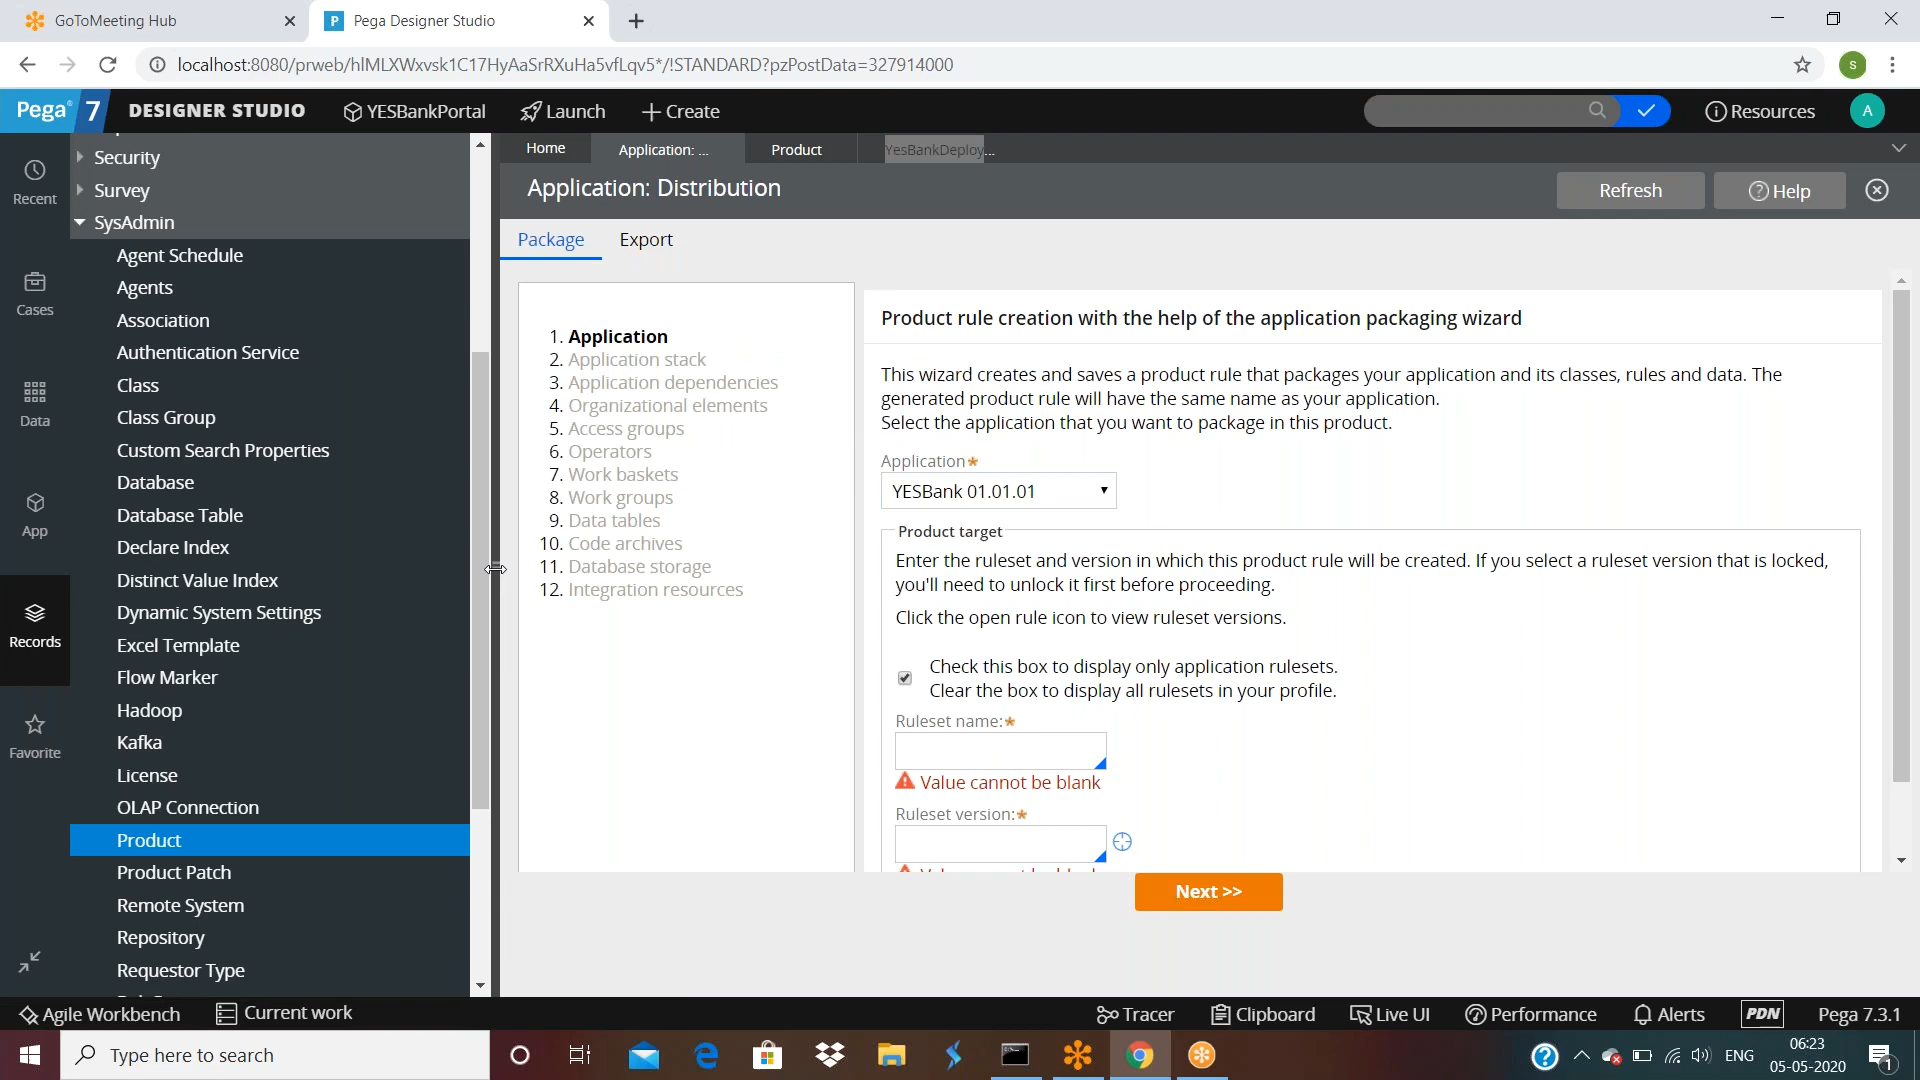 GoToMeeting Hub
Pega Designer Studio
localhost:8080/prweb/hIMLXWxvsk1C17HyAaSrRXuHa5vfLqv5*/!STANDARD?pzPostData=327914000
S
Pega 7 DESIGNER STUDIO YESBankPortal Launch Create Resources A
Recent
Cases
Data
App
Records
Favorite
Security
Survey
SysAdmin
Agent Schedule
Agents
Association
Authentication Service
Class
Class Group
Custom Search Properties
Database
Database Table
Declare Index
Distinct Value Index
Dynamic System Settings
Excel Template
Flow Marker
Hadoop
Kafka
License
OLAP Connection
Product
Product Patch
Remote System
Repository
Requestor Type
Home Application: ... Product YesBankDeploy...
Application: Distribution Refresh Help
Package Export
1. Application
2. Application stack
3. Application dependencies
4. Organizational elements
5. Access groups
6. Operators
7. Work baskets
8. Work groups
9. Data tables
10. Code archives
11. Database storage
12. Integration resources
Product rule creation with the help of the application packaging wizard
This wizard creates and saves a product rule that packages your application and its classes, rules and data. The
generated product rule will have the same name as your application.
Select the application that you want to package in this product.
Application*
YESBank 01.01.01
Product target
Enter the ruleset and version in which this product rule will be created. If you select a ruleset version that is locked,
you'll need to unlock it first before proceeding.
Click the open rule icon to view ruleset versions.
Check this box to display only application rulesets.
Clear the box to display all rulesets in your profile.
Ruleset name:*
Value cannot be blank
Ruleset version:*
Next >>
Agile Workbench Current work Tracer Clipboard Live UI Performance Alerts PDN Pega 7.3.1
Type here to search
ENG
06:23
05-05-2020
1